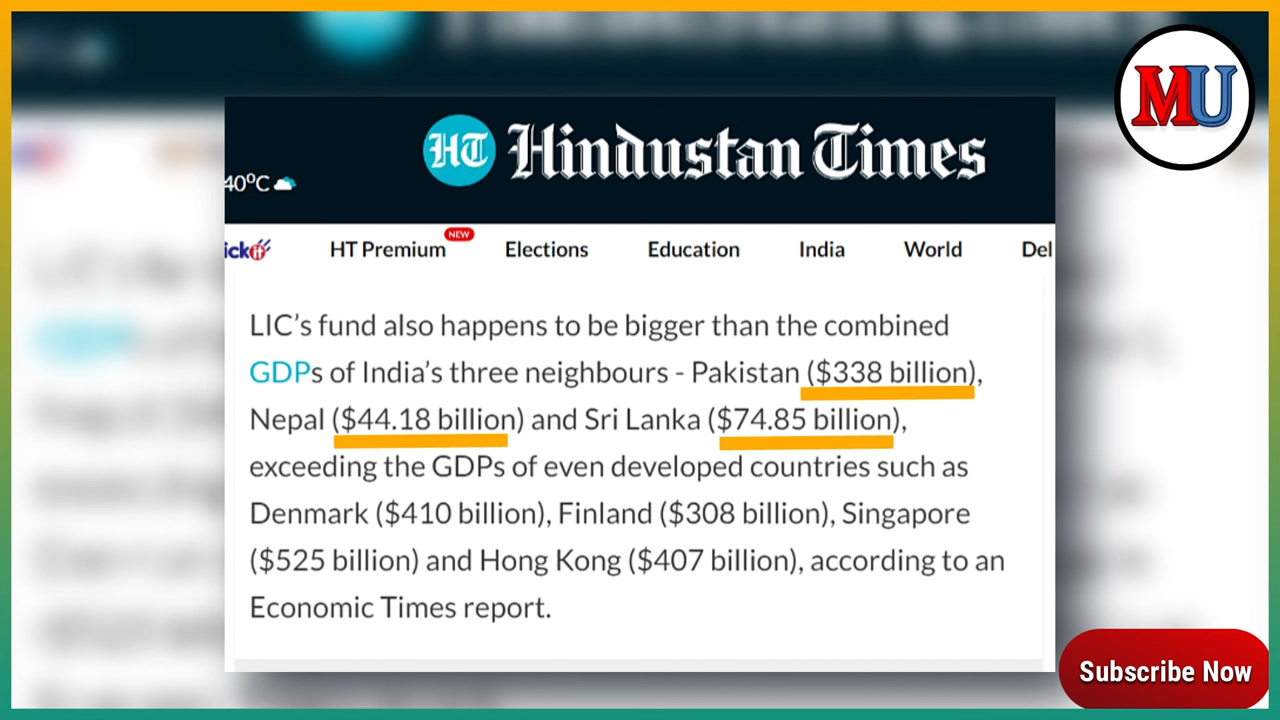 MU
HT Hindustan Times
40°C
ick it
NEW
HT Premium Elections Education India World Del
LIC’s fund also happens to be bigger than the combined
GDPs of India’s three neighbours - Pakistan ($338 billion),
Nepal ($44.18 billion) and Sri Lanka ($74.85 billion),
exceeding the GDPs of even developed countries such as
Denmark ($410 billion), Finland ($308 billion), Singapore
($525 billion) and Hong Kong ($407 billion), according to an
Economic Times report.
Subscribe Now